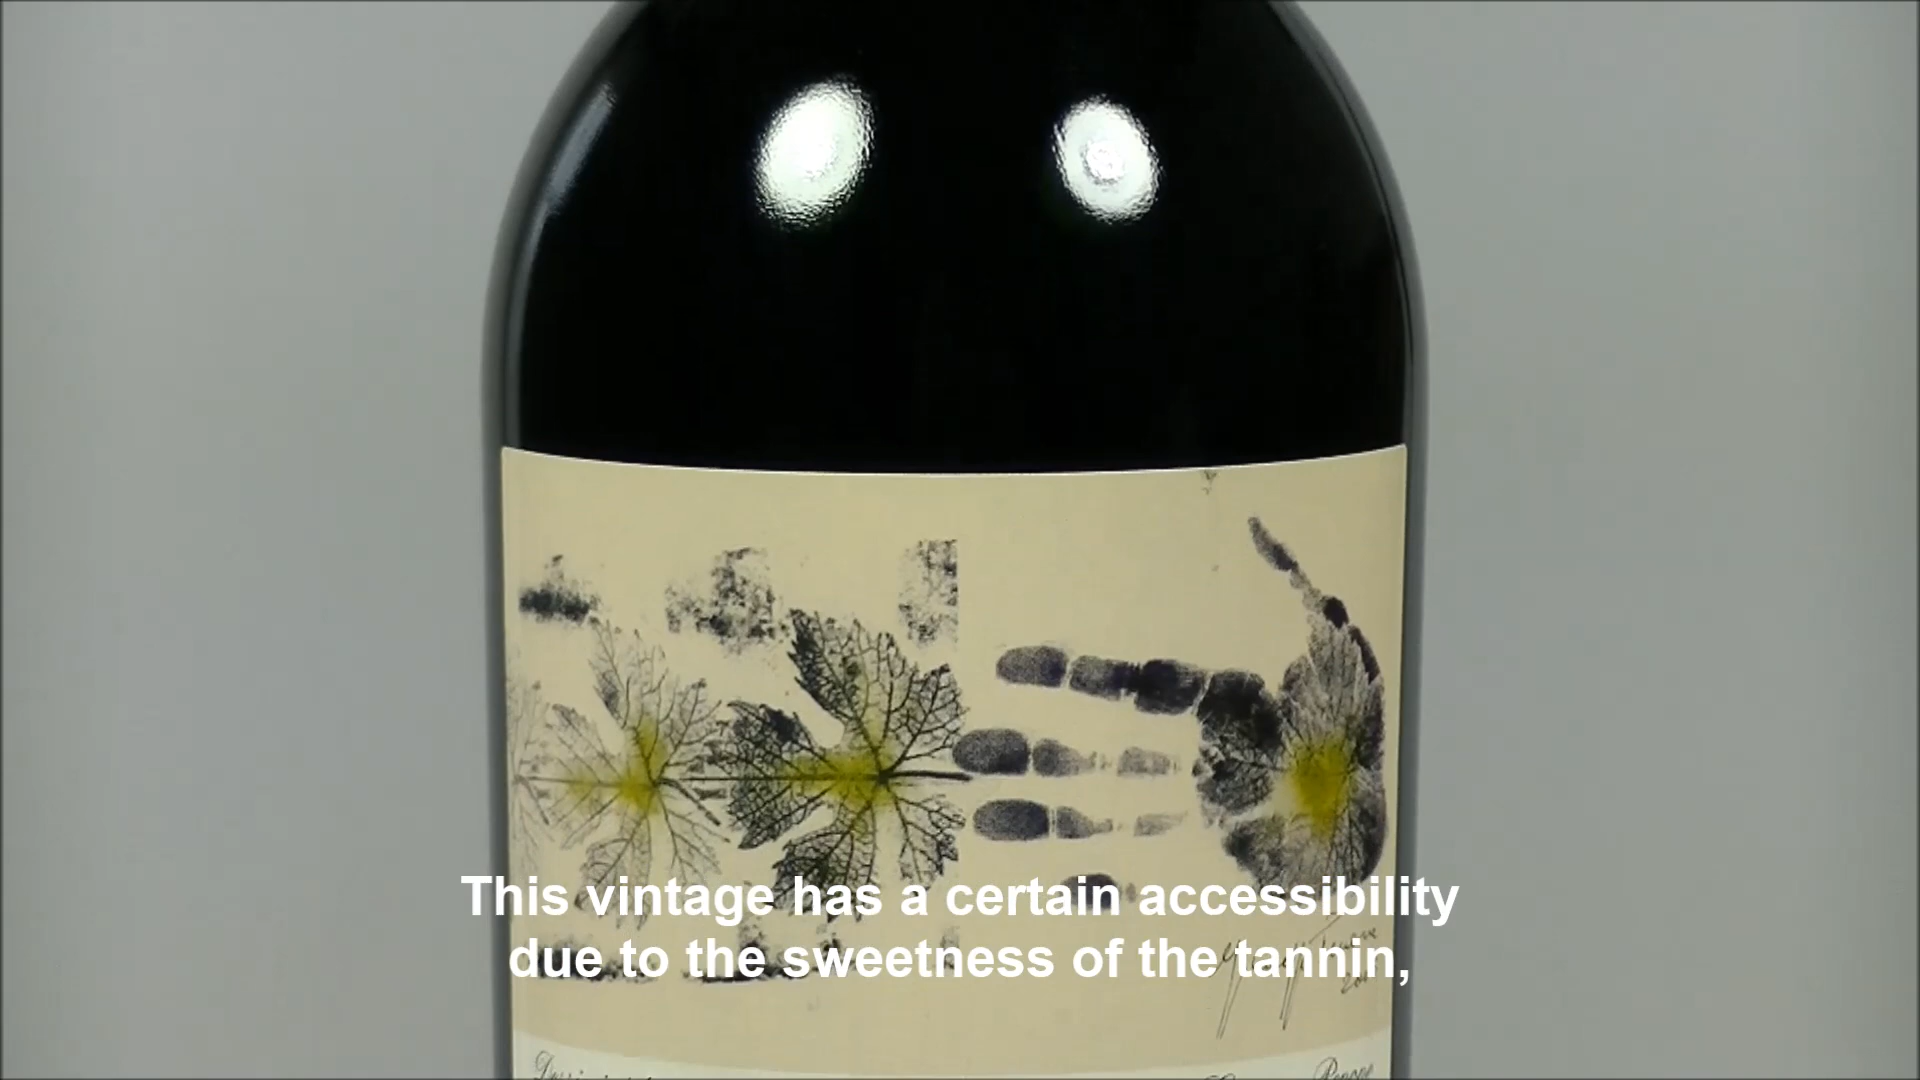 This vintage has a certain accessibility
due to the sweetness of the tannin,